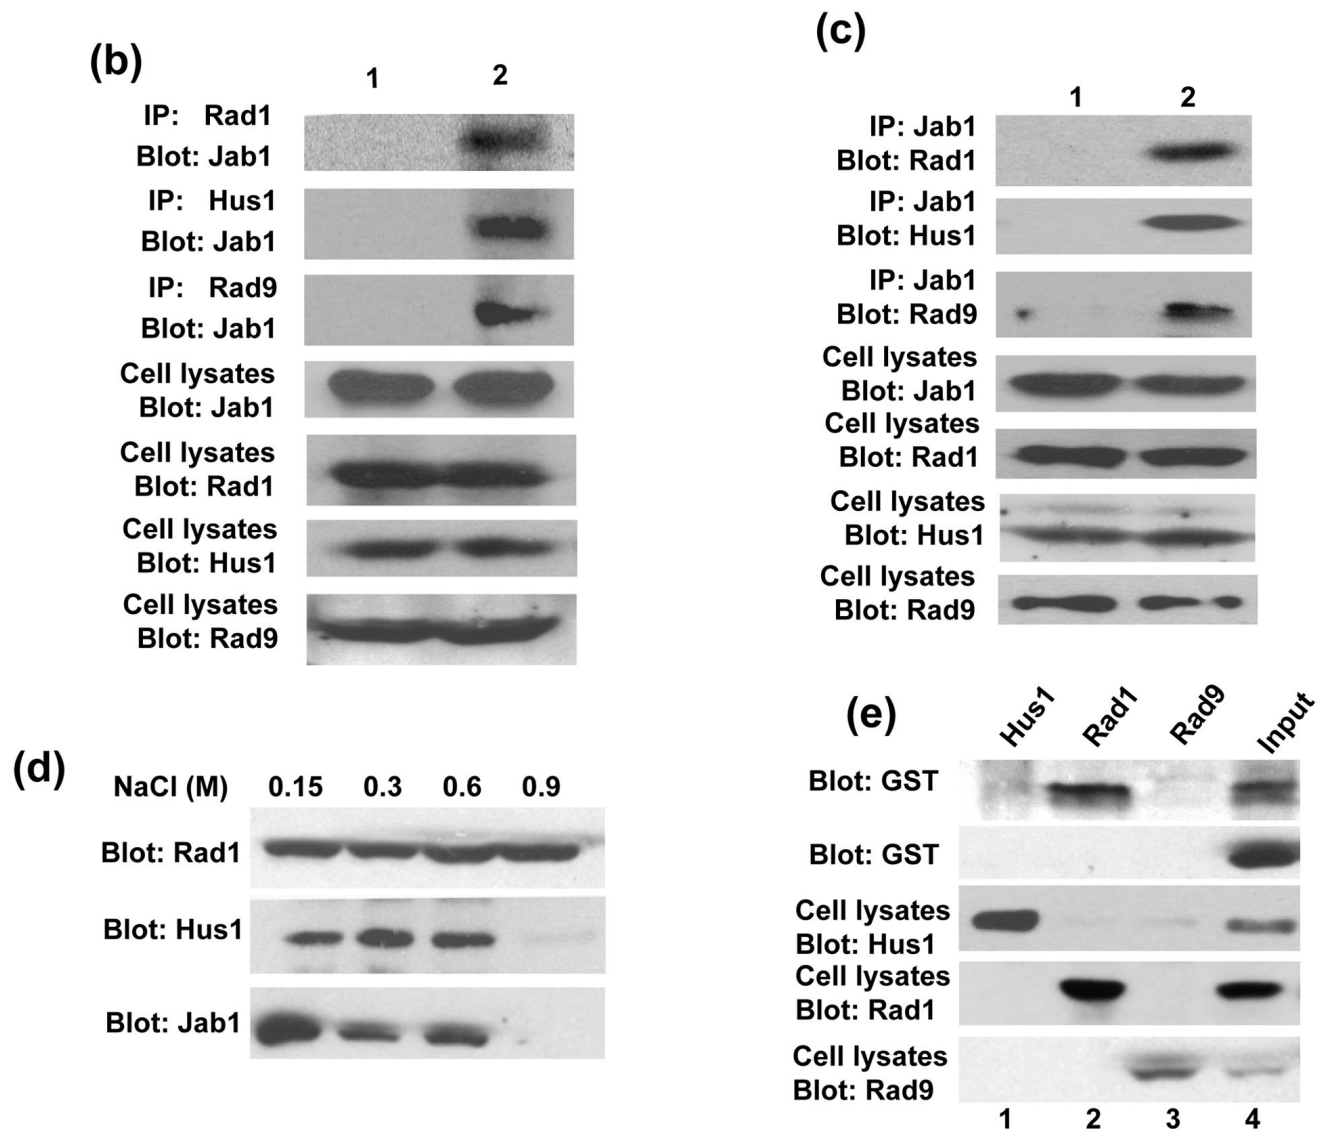 (b)
1 2
IP: Rad1
Blot: Jab1
IP: Hus1
Blot: Jab1
IP: Rad9
Blot: Jab1
Cell lysates
Blot: Jab1
Cell lysates
Blot: Rad1
Cell lysates
Blot: Hus1
Cell lysates
Blot: Rad9
(c)
1 2
IP: Jab1
Blot: Rad1
IP: Jab1
Blot: Hus1
IP: Jab1
Blot: Rad9
Cell lysates
Blot: Jab1
Cell lysates
Blot: Rad1
Cell lysates
Blot: Hus1
Cell lysates
Blot: Rad9
(d)
NaCl (M) 0.15 0.3 0.6 0.9
Blot: Rad1
Blot: Hus1
Blot: Jab1
(e)
Hus1 Rad1 Rad9 Input
Blot: GST
Blot: GST
Cell lysates
Blot: Hus1
Cell lysates
Blot: Rad1
Cell lysates
Blot: Rad9
1 2 3 4